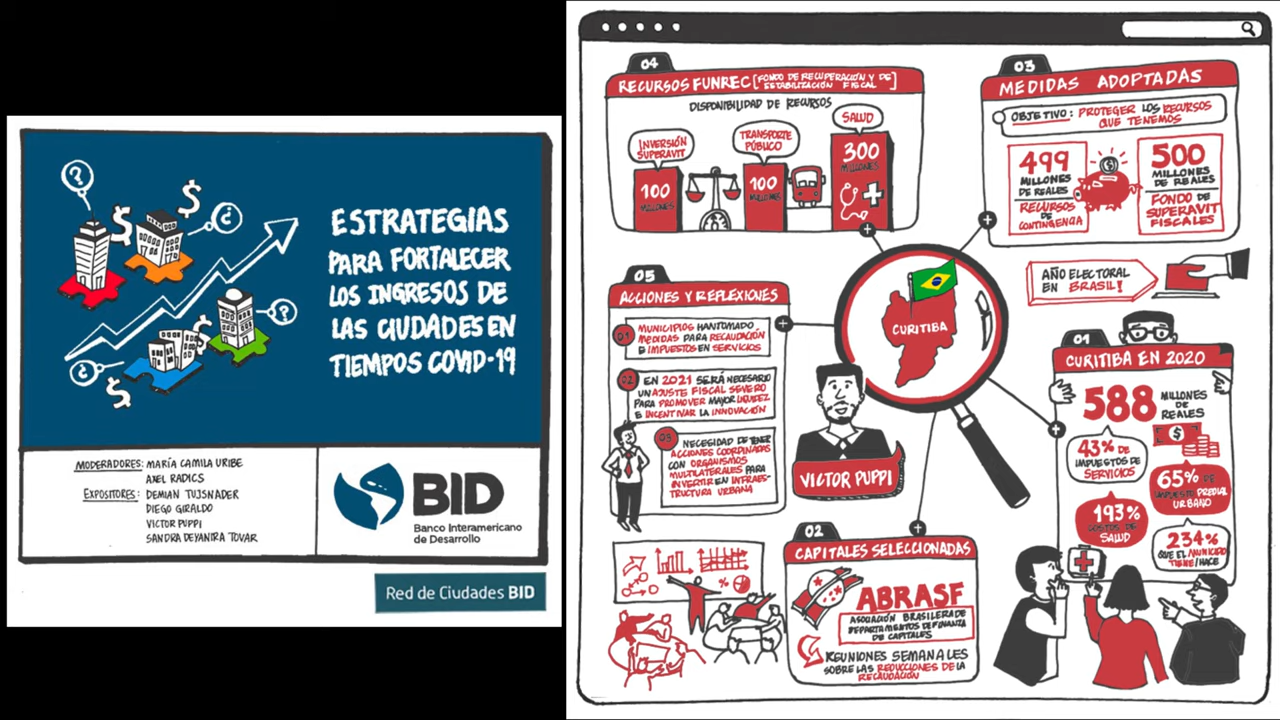 ESTRATEGIAS
PARA FORTALECER
LOS INGRESOS DE
LAS CIUDADES EN
TIEMPOS COVID-19
MODERADORES: MARÍA CAMILA URIBE
AXEL RADICS
EXPOSITORES: DEMIAN TUJSNADER
DIEGO GIRALDO
VICTOR PUPPI
SANDRA DEYANIRA TOVAR
BID
Banco Interamericano
de Desarrollo
Red de Ciudades BID
04
RECURSOS FUNREC [FONDO DE RECUPERACIÓN Y DE
ESTABILIZACIÓN FISCAL]
DISPONIBILIDAD DE RECURSOS
INVERSIÓN
SUPERAVIT
100
MILLONES
TRANSPORTE
PÚBLICO
100
MILLONES
SALUD
300
MILLONES
03
MEDIDAS ADOPTADAS
OBJETIVO: PROTEGER LOS RECURSOS
QUE TENEMOS
499
MILLONES
DE REALES
RECURSOS
DE
CONTINGENCIA
500
MILLONES
DE REALES
FONDO DE
SUPERAVIT
FISCALES
AÑO ELECTORAL
EN BRASIL!
CURITIBA
VICTOR PUPPI
05
ACCIONES Y REFLEXIONES
01
MUNICIPIOS HAN TOMADO
MEDIDAS PARA RECAUDACIÓN
E IMPUESTOS EN SERVICIOS
02
EN 2021 SERÁ NECESARIO
UN AJUSTE FISCAL SEVERO
PARA PROMOVER MAYOR LIQUIDEZ
E INCENTIVAR LA INNOVACIÓN
03
NECESIDAD DE TENER
ACCIONES COORDINADAS
CON ORGANISMOS
MULTILATERALES PARA
INVERTIR EN INFRAES-
TRUCTURA URBANA
01
CURITIBA EN 2020
588 MILLONES
DE
REALES
43% DE
IMPUESTOS DE
SERVICIOS
65% DE
IMPUESTO PREDIAL
URBANO
193%
COSTOS DE
SALUD
234%
QUE EL MUNICIPIO
TIENE/HACE
02
CAPITALES SELECCIONADAS
ABRASF
ASOCIACIÓN BRASILERA DE
DEPARTAMENTOS DE FINANZA
DE CAPITALES
REUNIONES SEMANALES
SOBRE LAS REDUCCIONES DE LA
RECAUDACIÓN